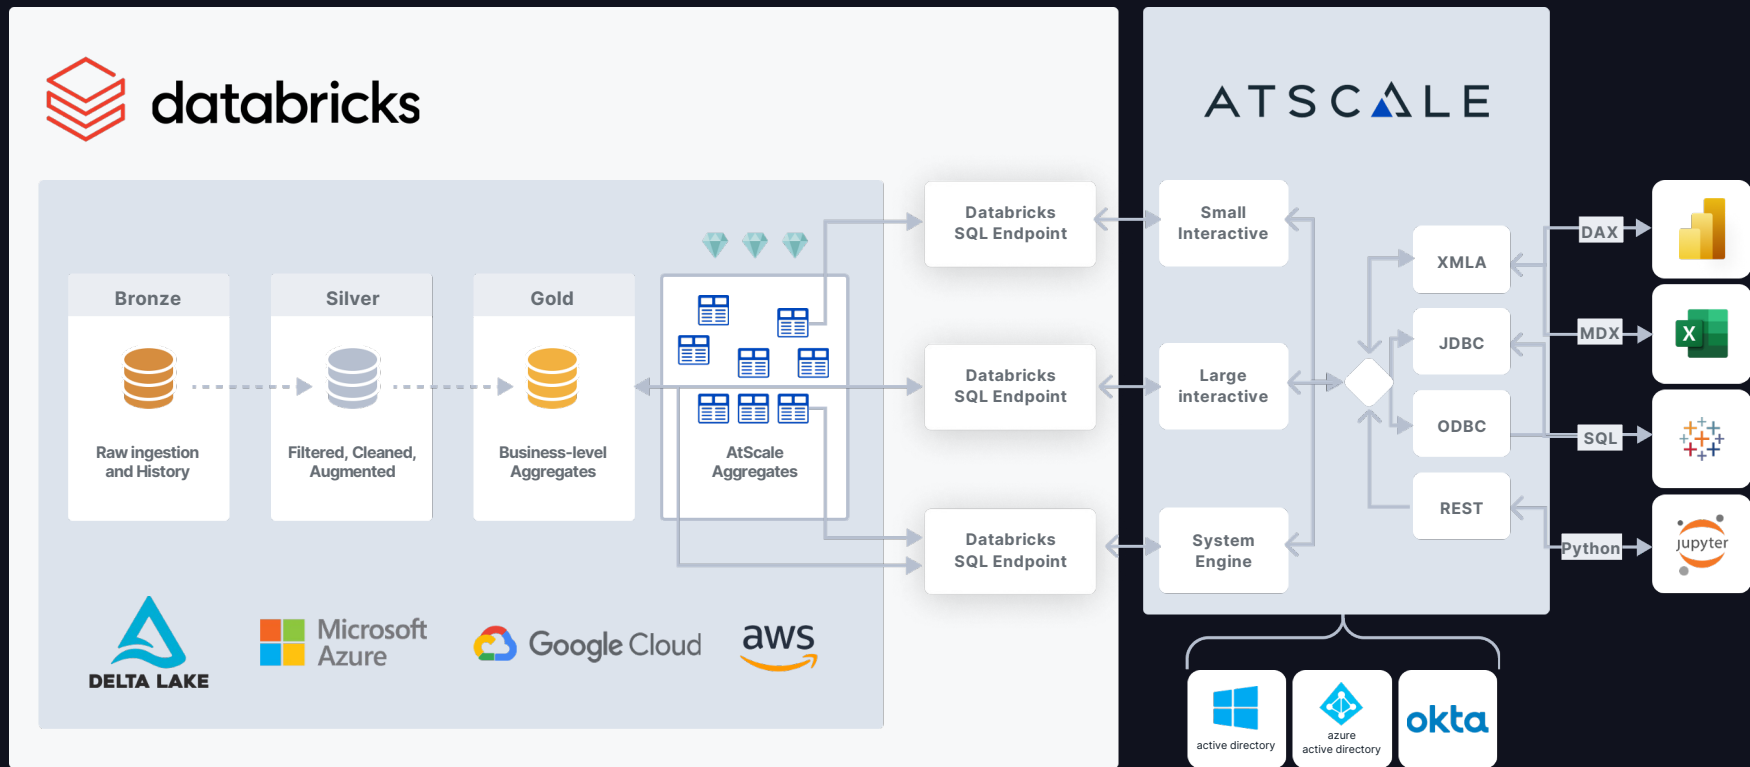 databricks
ATSCALE
Bronze
Silver
Gold
Raw ingestion
and History
Filtered, Cleaned,
Augmented
Business-level
Aggregates
AtScale
Aggregates
Databricks
SQL Endpoint
Databricks
SQL Endpoint
Databricks
SQL Endpoint
Small
Interactive
Large
interactive
System
Engine
XMLA
JDBC
ODBC
REST
DAX
MDX
X
SQL
Python
jupyter
DELTA LAKE
Microsoft
Azure
Google Cloud
aws
active directory
azure
active directory
okta